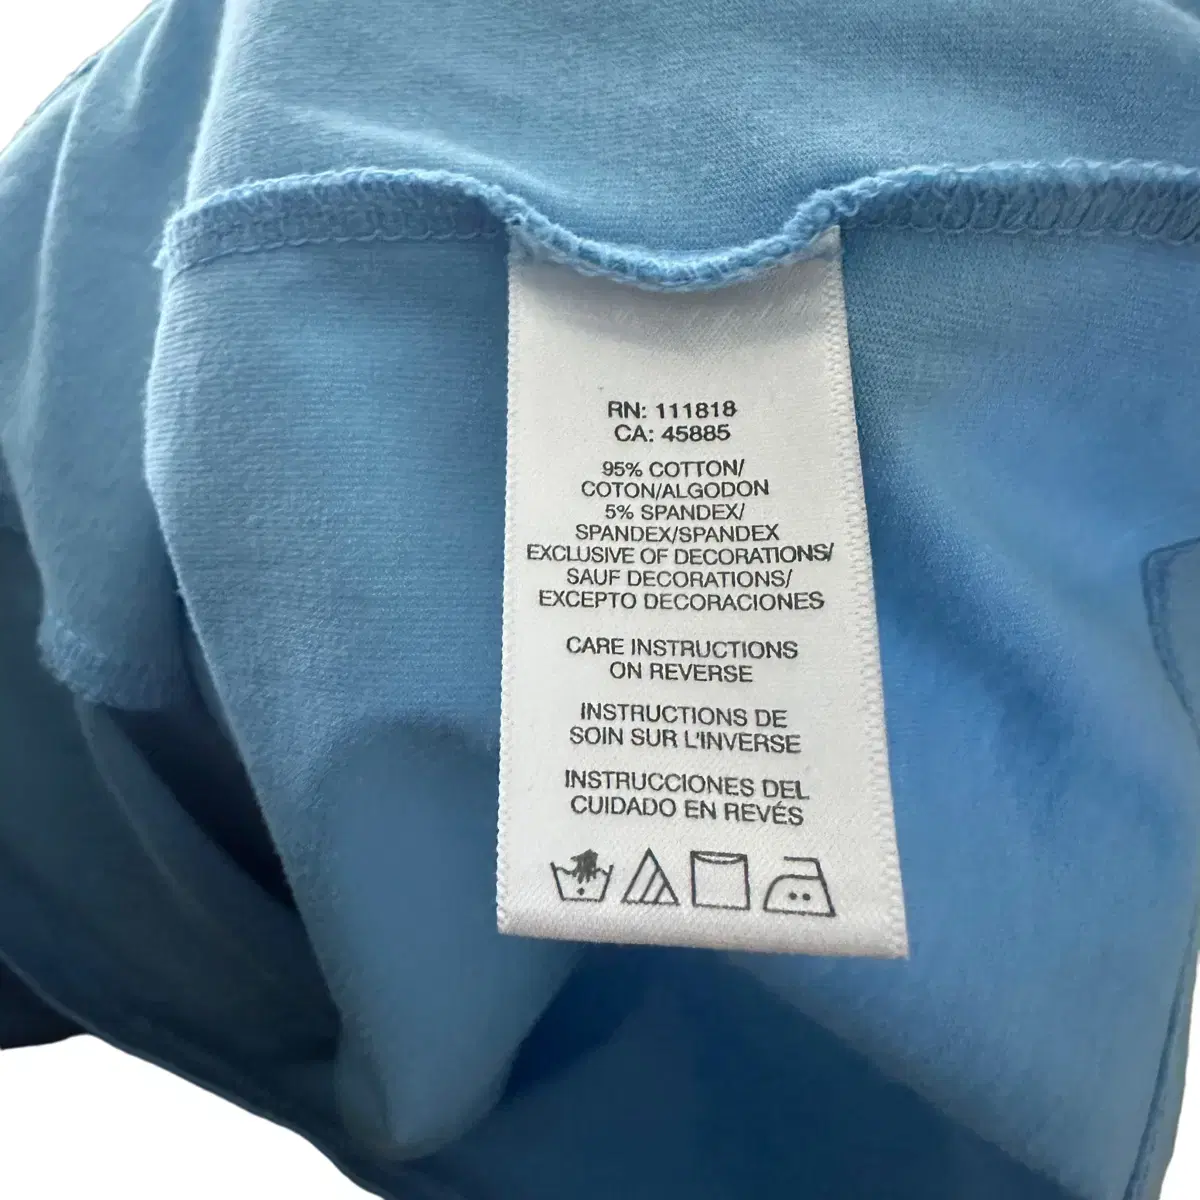 RN: 111818
CA: 45885
95% COTTON/
COTON/ALGODON
5% SPANDEX/
SPANDEX/SPANDEX
EXCLUSIVE OF DECORATIONS/
SAUF DECORATIONS/
EXCEPTO DECORACIONES
CARE INSTRUCTIONS
ON REVERSE
INSTRUCTIONS DE
SOIN SUR L'INVERSE
INSTRUCCIONES DEL
CUIDADO EN REVÉS